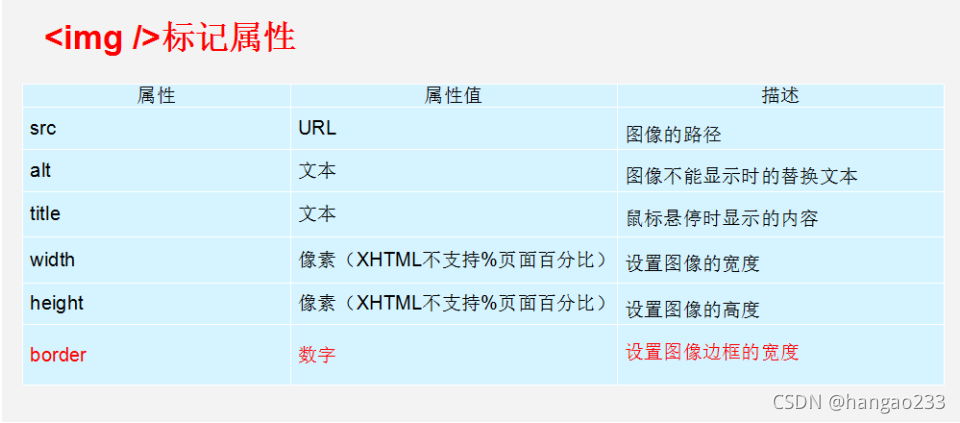 <img />标记属性
属性 属性值 描述
src URL 图像的路径
alt 文本 图像不能显示时的替换文本
title 文本 鼠标悬停时显示的内容
width 像素（XHTML不支持%页面百分比） 设置图像的宽度
height 像素（XHTML不支持%页面百分比） 设置图像的高度
border 数字 设置图像边框的宽度
CSDN @hangao233